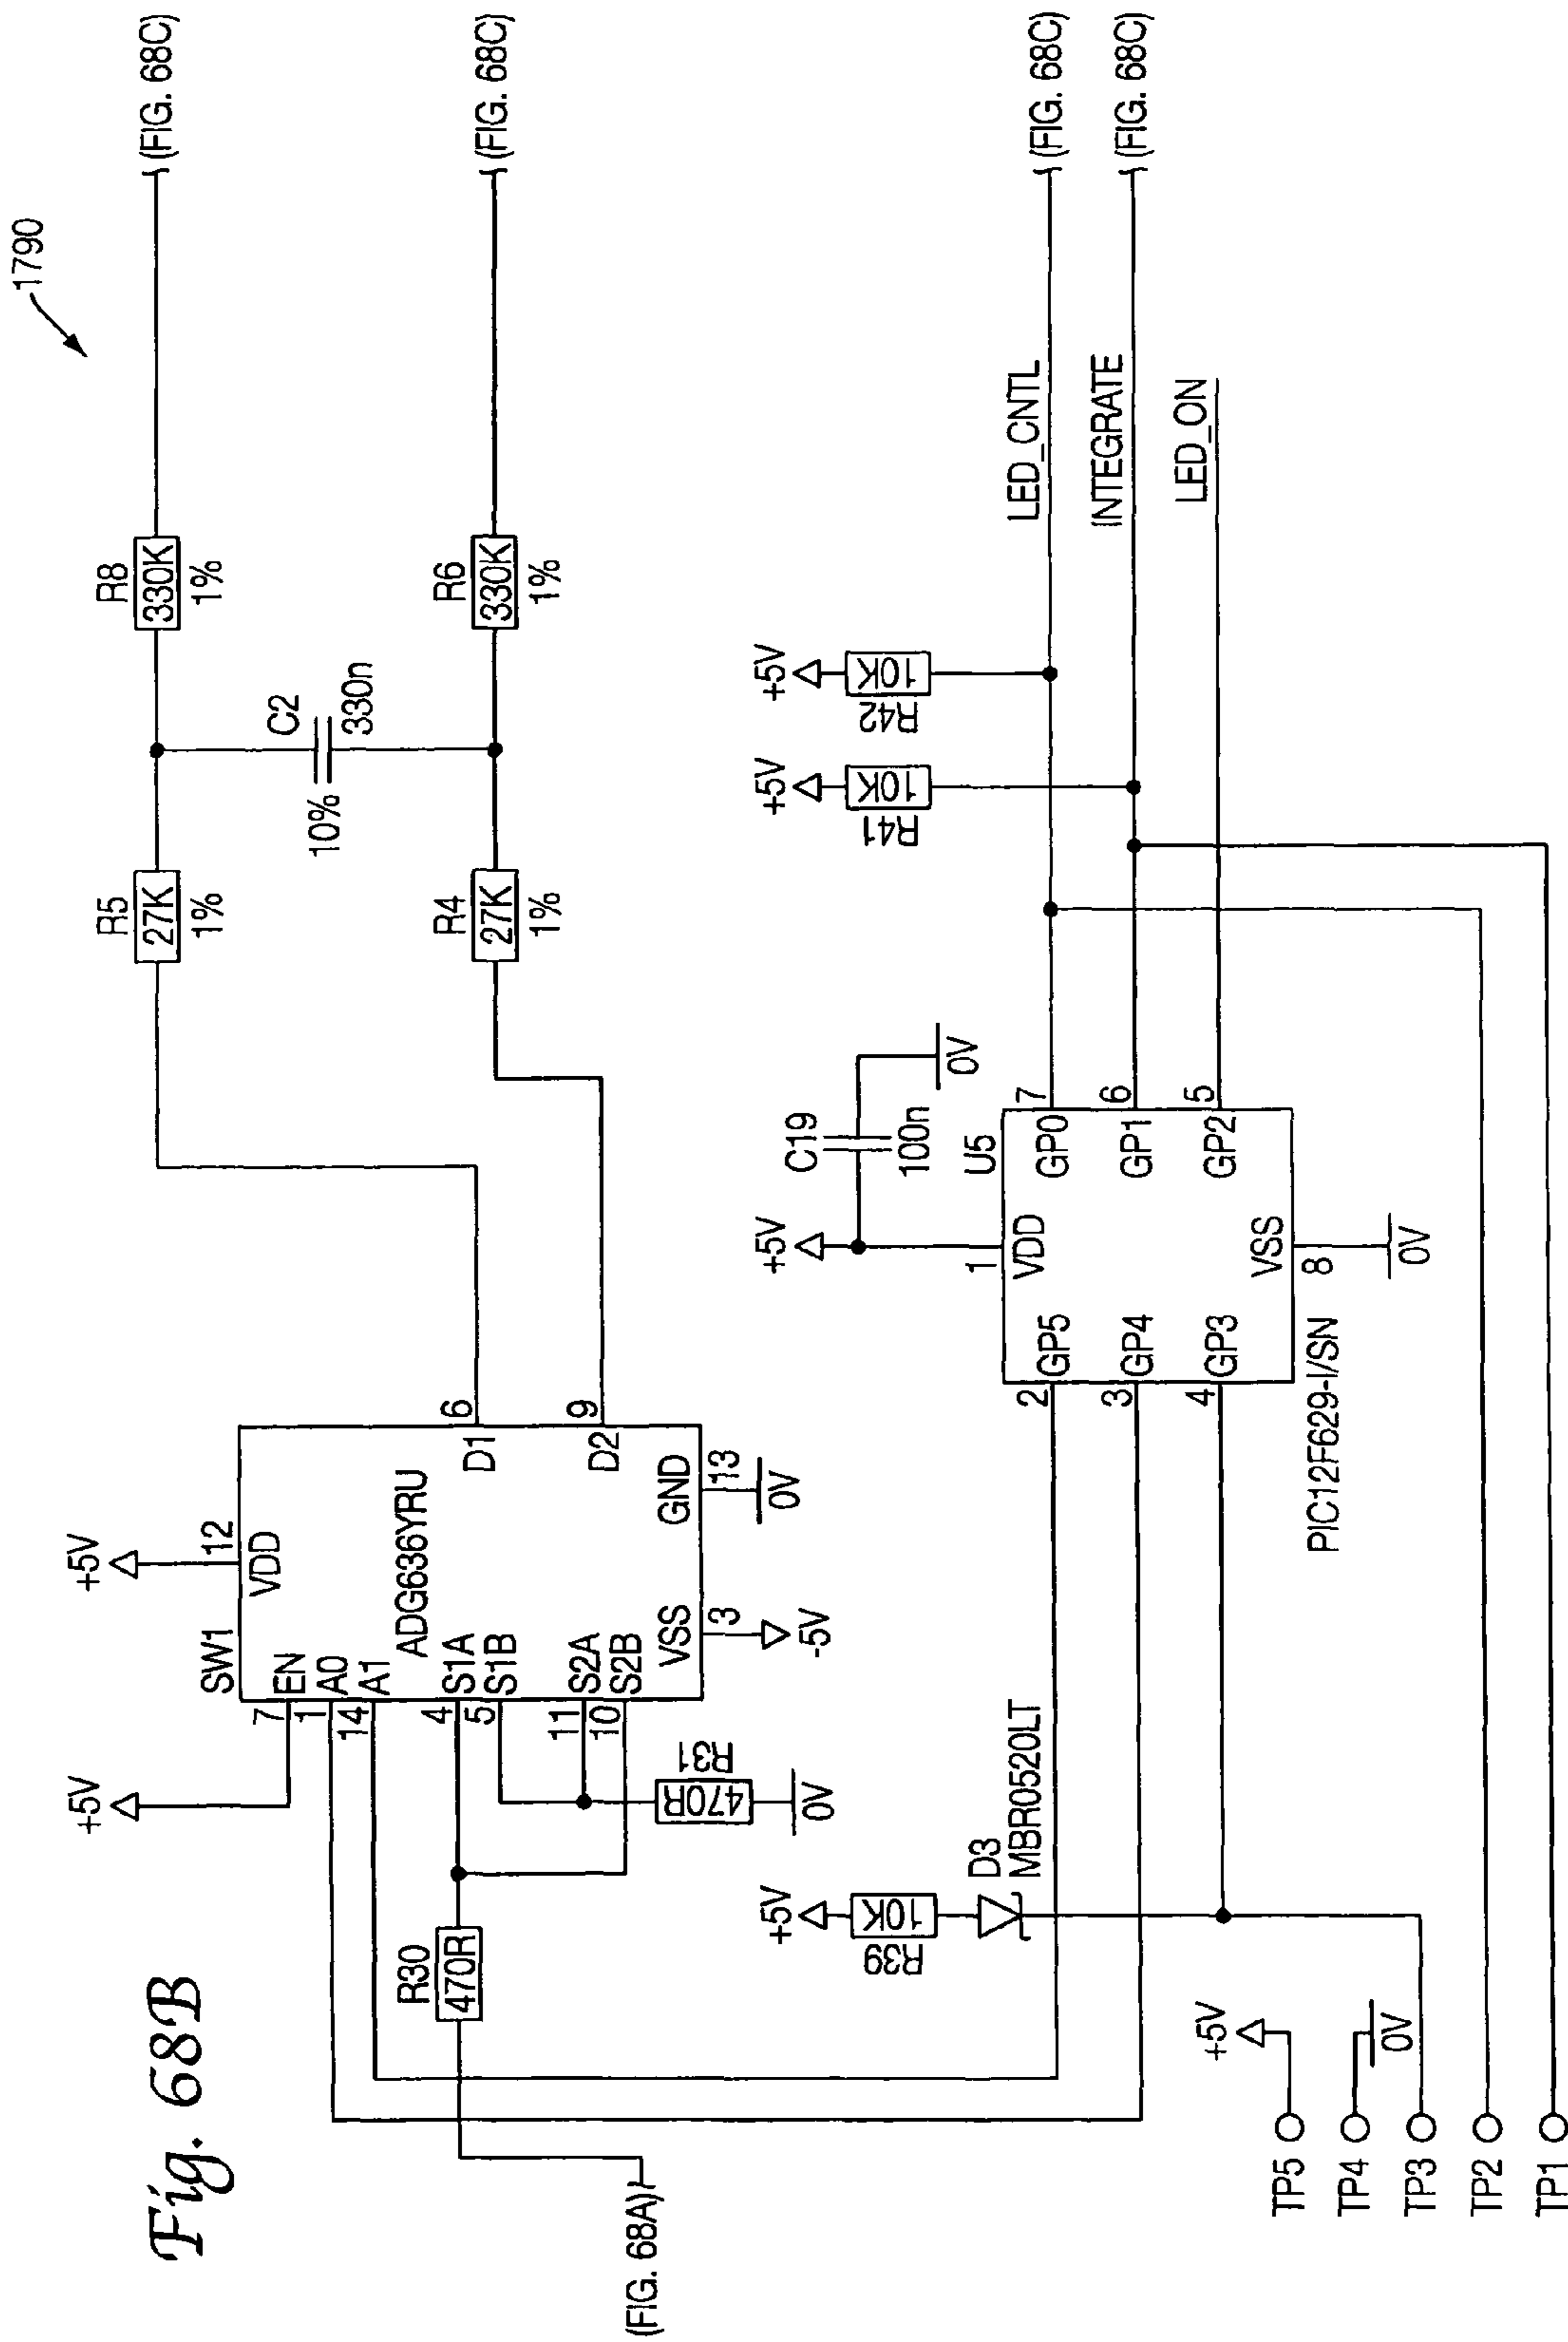 Fig. 68B
1790
(FIG. 68A)
(FIG. 68C)
(FIG. 68C)
R30
470R
+5V
+5V
SW1
7 EN
1 A0
14 A1
12
VDD
ADG636YRU
4 S1A
5 S1B
11 S2A
10 S2B
D1 6
D2 9
VSS
3
-5V
GND
13
0V
R31
470R
0V
R5
27K
1%
R8
330K
1%
C2
10%
330n
R4
27K
1%
R6
330K
1%
+5V
R39
10K
D3
MBR0520LT
+5V
C19
100n
0V
U5
1
VDD
2 GP5
3 GP4
4 GP3
GP0 7
GP1 6
GP2 5
VSS
8
0V
PIC12F629-I/SN
+5V
R41
10K
+5V
R42
10K
LED_CNTL
(FIG. 68C)
INTEGRATE
(FIG. 68C)
LED_ON
+5V
TP5
0V
TP4
TP3
TP2
TP1